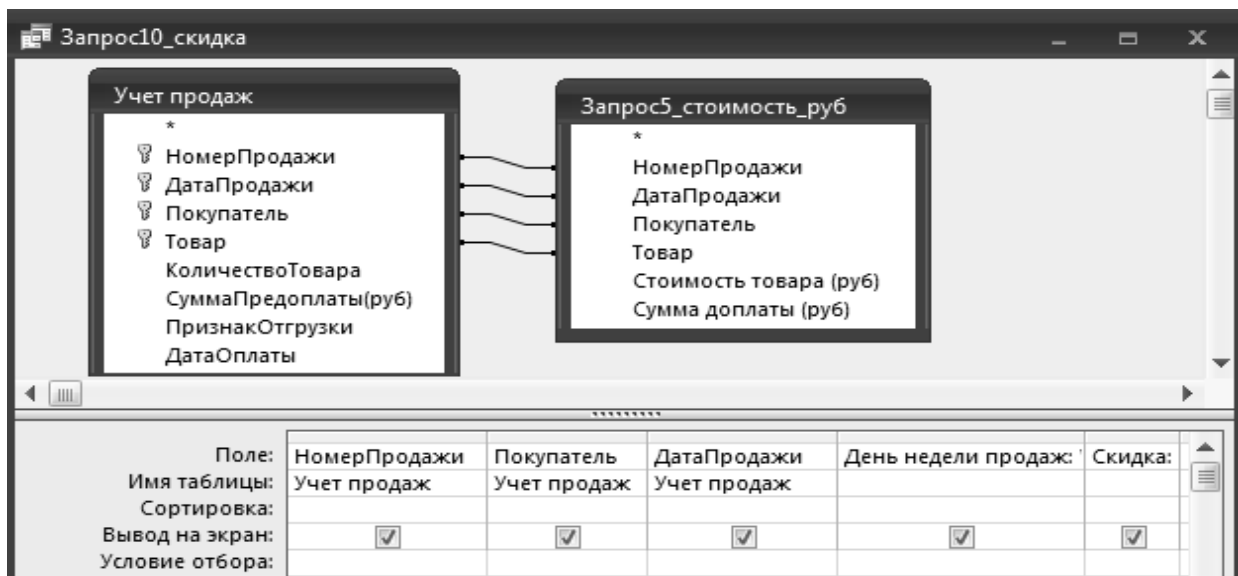 Запрос10_скидка
Учет продаж
*
НомерПродажи
ДатаПродажи
Покупатель
Товар
КоличествоТовара
СуммаПредоплаты(руб)
ПризнакОтгрузки
ДатаОплаты
Запрос5_стоимость_руб
*
НомерПродажи
ДатаПродажи
Покупатель
Товар
Стоимость товара (руб)
Сумма доплаты (руб)
Поле: НомерПродажи Покупатель ДатаПродажи День недели продаж: Скидка:
Имя таблицы: Учет продаж Учет продаж Учет продаж
Сортировка:
Вывод на экран:
Условие отбора: